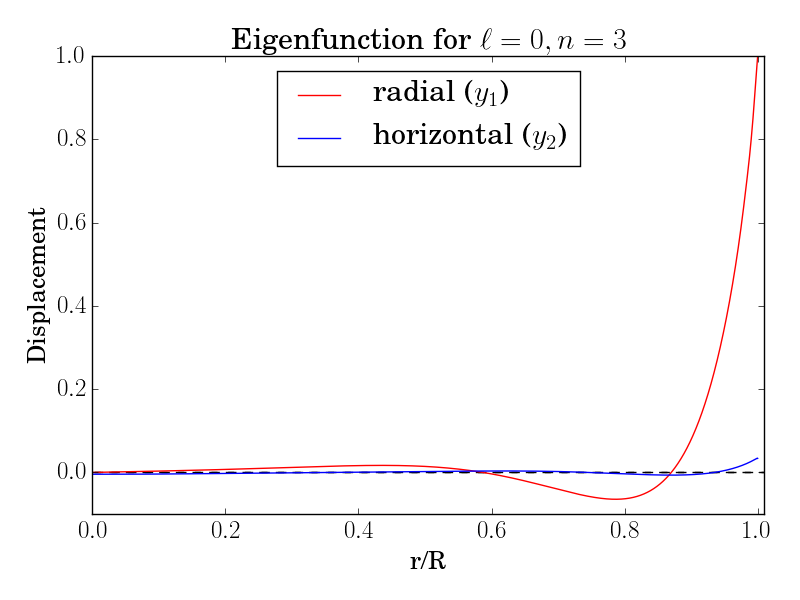 Eigenfunction for ℓ = 0, n = 3
radial (y₁)
horizontal (y₂)
Displacement
1.0
0.8
0.6
0.4
0.2
0.0
0.0 0.2 0.4 0.6 0.8 1.0
r/R